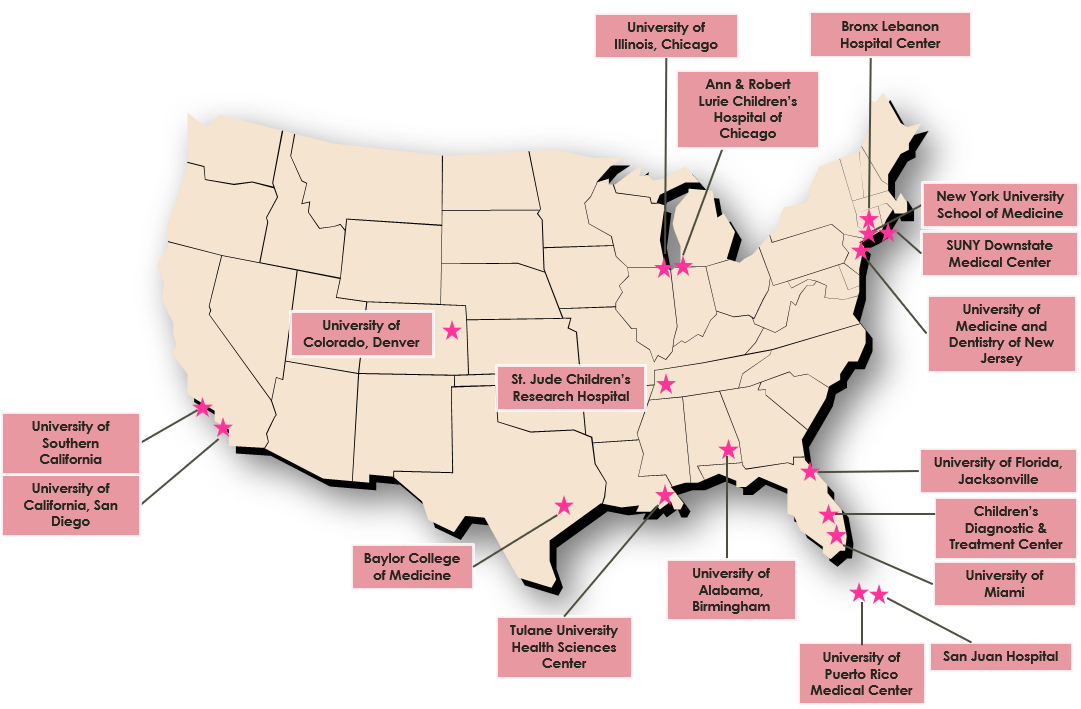 University of
Illinois, Chicago
Bronx Lebanon
Hospital Center
Ann & Robert
Lurie Children's
Hospital of
Chicago
New York University
School of Medicine
SUNY Downstate
Medical Center
University of
Medicine and
Dentistry of New
Jersey
University of
Colorado, Denver
St. Jude Children's
Research Hospital
University of
Southern
California
University of
California, San
Diego
University of Florida,
Jacksonville
Children's
Diagnostic &
Treatment Center
Baylor College
of Medicine
University of
Alabama,
Birmingham
University of
Miami
Tulane University
Health Sciences
Center
University of
Puerto Rico
Medical Center
San Juan Hospital